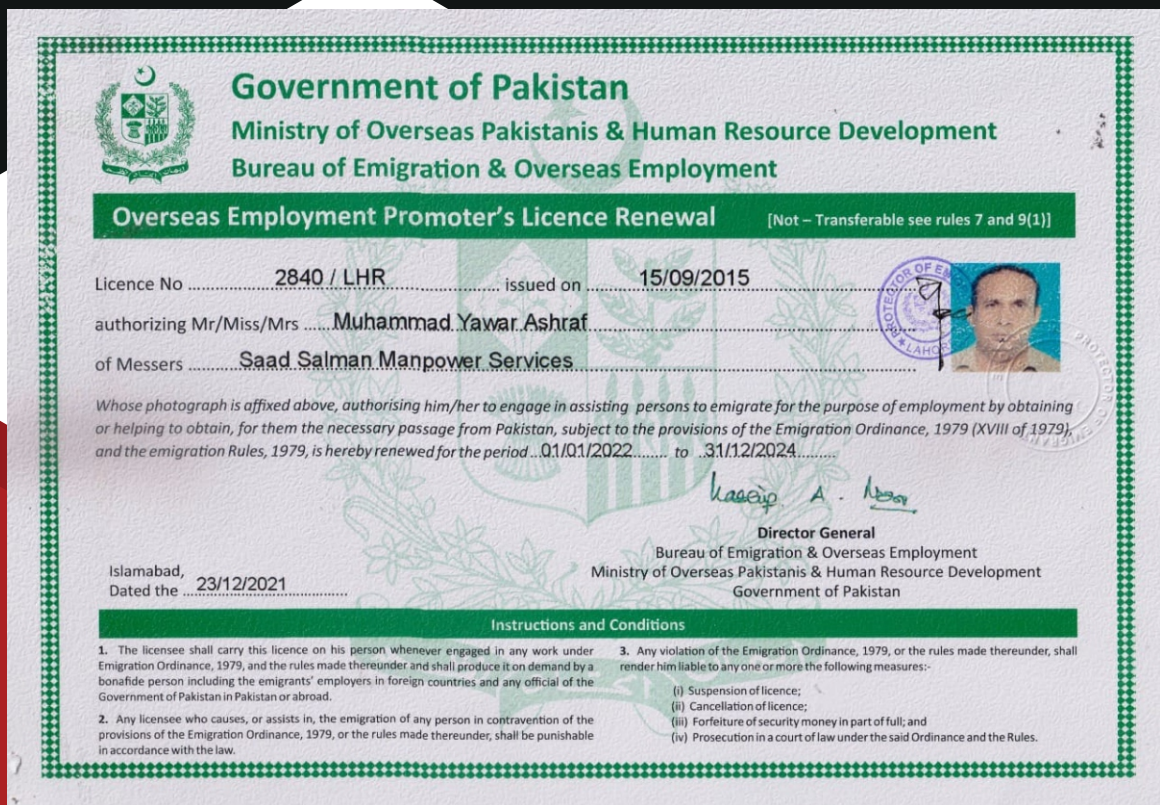 Government of Pakistan
Ministry of Overseas Pakistanis & Human Resource Development
Bureau of Emigration & Overseas Employment
Overseas Employment Promoter's Licence Renewal [Not – Transferable see rules 7 and 9(1)]
Licence No 2840 / LHR issued on 15/09/2015
authorizing Mr/Miss/Mrs Muhammad Yawar Ashraf
of Messers Saad Salman Manpower Services
PROTECTOR OF
LAHOR
PROTECTOR OF
Whose photograph is affixed above, authorising him/her to engage in assisting persons to emigrate for the purpose of employment by obtaining
or helping to obtain, for them the necessary passage from Pakistan, subject to the provisions of the Emigration Ordinance, 1979 (XVIII of 1979),
and the emigration Rules, 1979, is hereby renewed for the period 01/01/2022 to 31/12/2024
Director General
Bureau of Emigration & Overseas Employment
Ministry of Overseas Pakistanis & Human Resource Development
Government of Pakistan
Islamabad,
Dated the 23/12/2021
Instructions and Conditions
1. The licensee shall carry this licence on his person whenever engaged in any work under
Emigration Ordinance, 1979, and the rules made thereunder and shall produce it on demand by a
bonafide person including the emigrants' employers in foreign countries and any official of the
Government of Pakistan in Pakistan or abroad.
2. Any licensee who causes, or assists in, the emigration of any person in contravention of the
provisions of the Emigration Ordinance, 1979, or the rules made thereunder, shall be punishable
in accordance with the law.
3. Any violation of the Emigration Ordinance, 1979, or the rules made thereunder, shall
render him liable to any one or more the following measures:-
(i) Suspension of licence;
(ii) Cancellation of licence;
(iii) Forfeiture of security money in part of full; and
(iv) Prosecution in a court of law under the said Ordinance and the Rules.